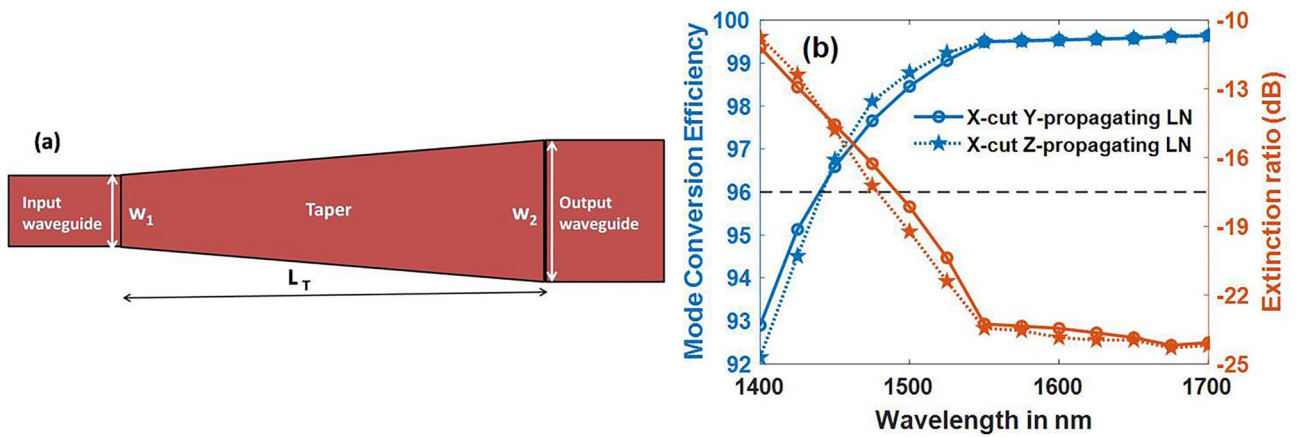 (a)
Input
waveguide
W1
Taper
W2
Output
waveguide
LT
(b)
Mode Conversion Efficiency
100
99
98
97
96
95
94
93
92
X-cut Y-propagating LN
X-cut Z-propagating LN
-10
-13
-16
-19
-22
-25
Extinction ratio (dB)
1400
1500
1600
1700
Wavelength in nm